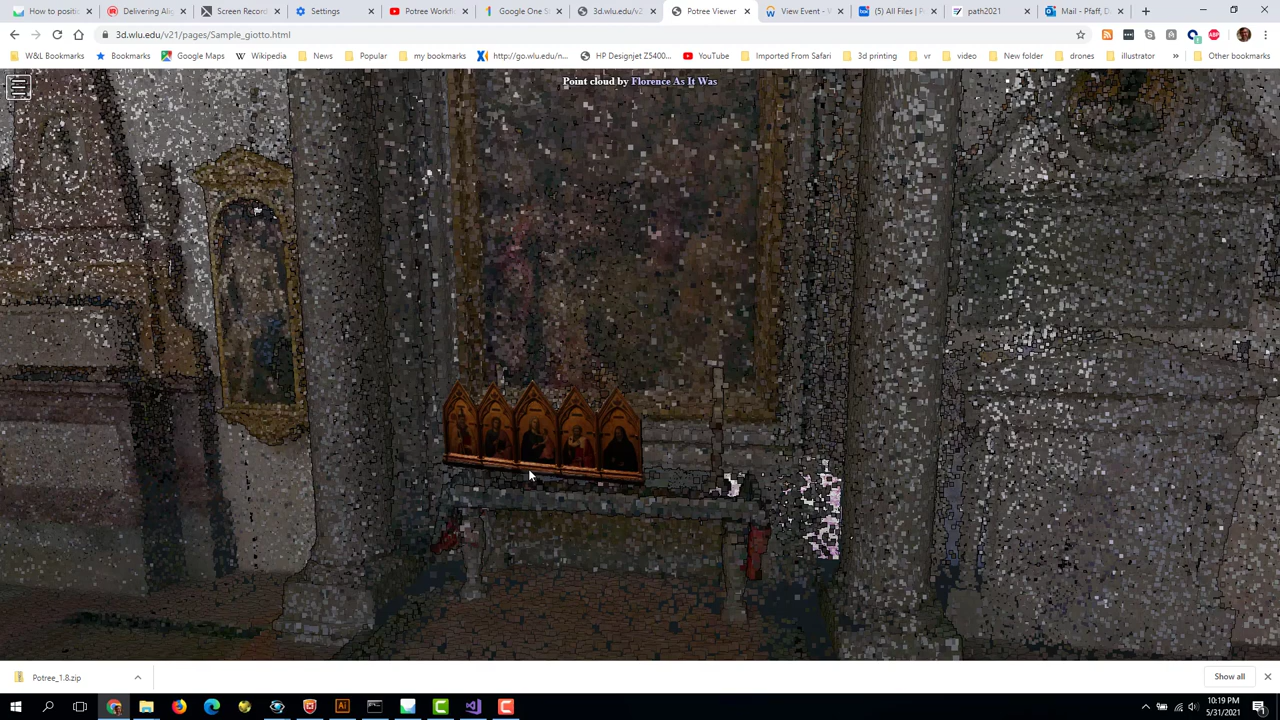 How to positio
Delivering Alig
Screen Record
Settings
Potree Workflo
Google One St
3d.wlu.edu/v2
Potree Viewer
View Event - W
(5) All Files | P
path2021
Mail - Pfaff, D
3d.wlu.edu/v21/pages/Sample_giotto.html
W&L Bookmarks
Bookmarks
Google Maps
Wikipedia
News
Popular
my bookmarks
http://go.wlu.edu/n...
HP Designjet Z5400...
YouTube
Imported From Safari
3d printing
vr
video
New folder
drones
illustrator
»
Other bookmarks
Point cloud by Florence As It Was
Potree_1.8.zip
Show all
10:19 PM
5/31/2021